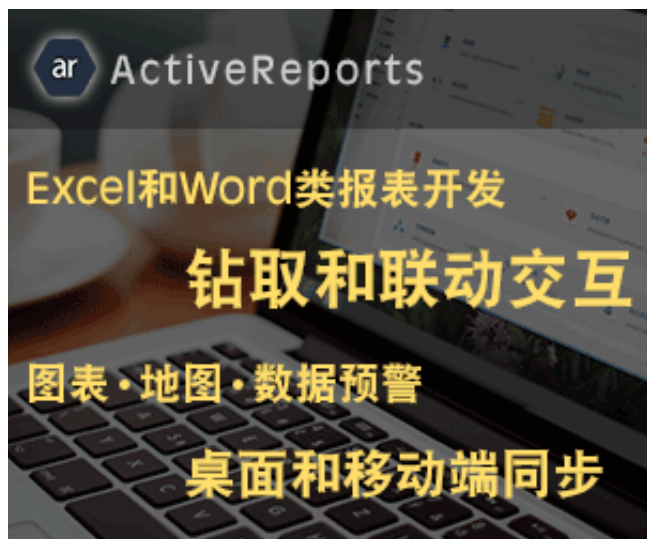 ar ActiveReports
Excel和Word类报表开发
钻取和联动交互
图表·地图·数据预警
桌面和移动端同步